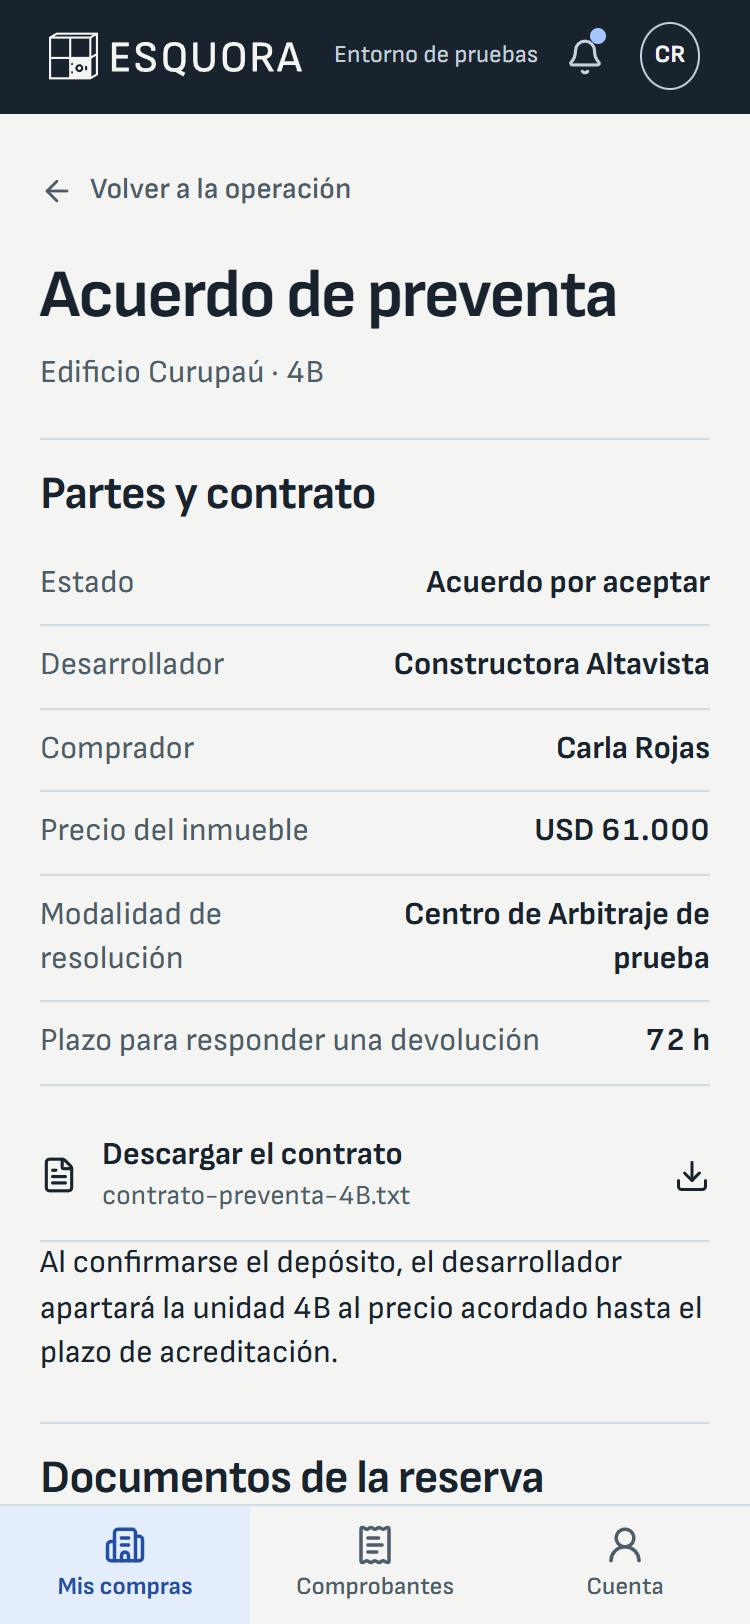 ESQUORA
Entorno de pruebas
CR
Volver a la operación
Acuerdo de preventa
Edificio Curupaú · 4B
Partes y contrato
Estado Acuerdo por aceptar
Desarrollador Constructora Altavista
Comprador Carla Rojas
Precio del inmueble USD 61.000
Modalidad de Centro de Arbitraje de
resolución prueba
Plazo para responder una devolución 72 h
Descargar el contrato
contrato-preventa-4B.txt
Al confirmarse el depósito, el desarrollador
apartará la unidad 4B al precio acordado hasta el
plazo de acreditación.
Documentos de la reserva
Mis compras Comprobantes Cuenta